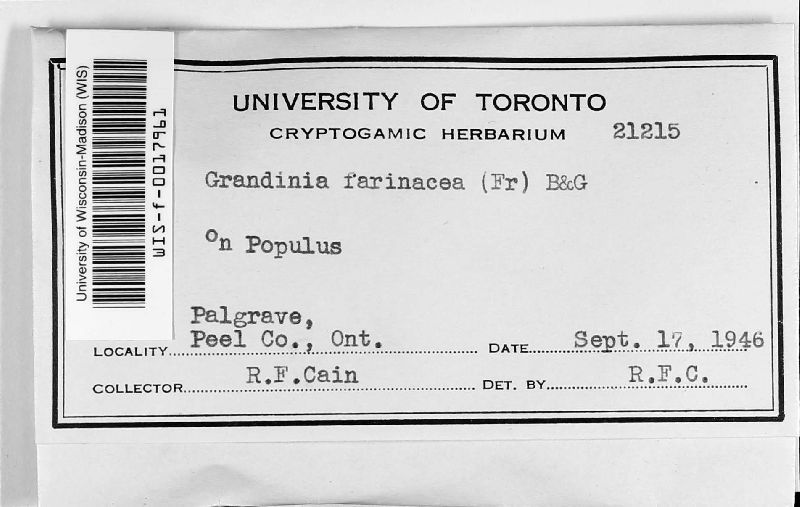 University of Wisconsin-Madison (WIS)
WIS-f-0017961
UNIVERSITY OF TORONTO
CRYPTOGAMIC HERBARIUM 21215
Grandinia farinacea (Fr) B&G
On Populus
Palgrave,
LOCALITY Peel Co., Ont. DATE Sept. 17, 1946
COLLECTOR R.F.Cain DET. BY R.F.C.